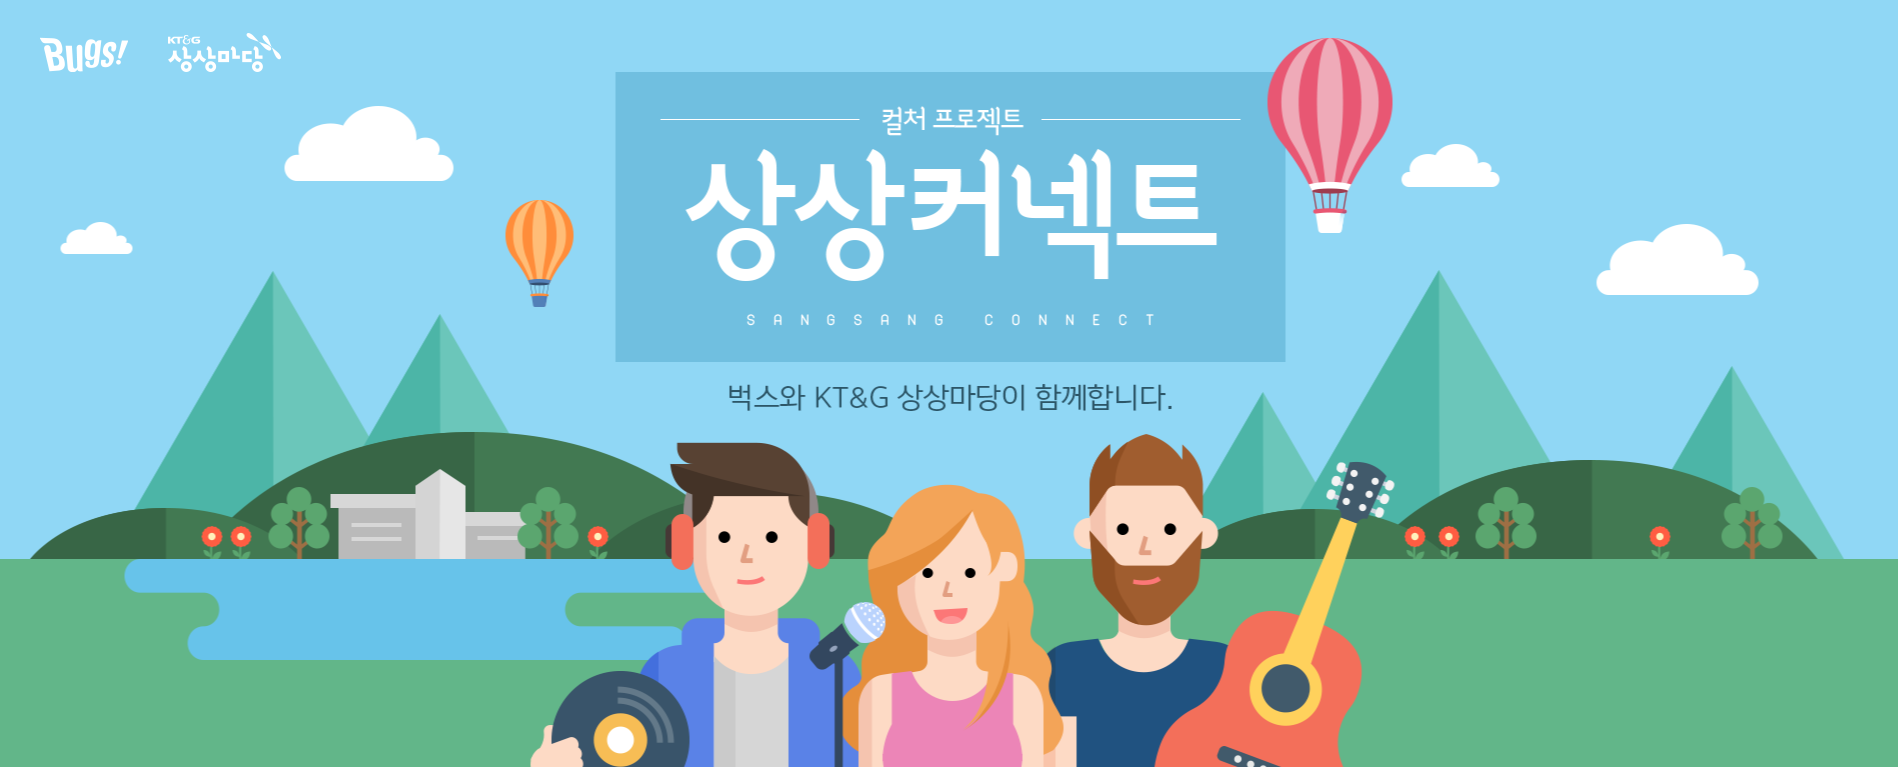 Bugs!
KT&G
상상마당
컬처 프로젝트
상상커넥트
SANGSANG CONNECT
벅스와 KT&G 상상마당이 함께합니다.